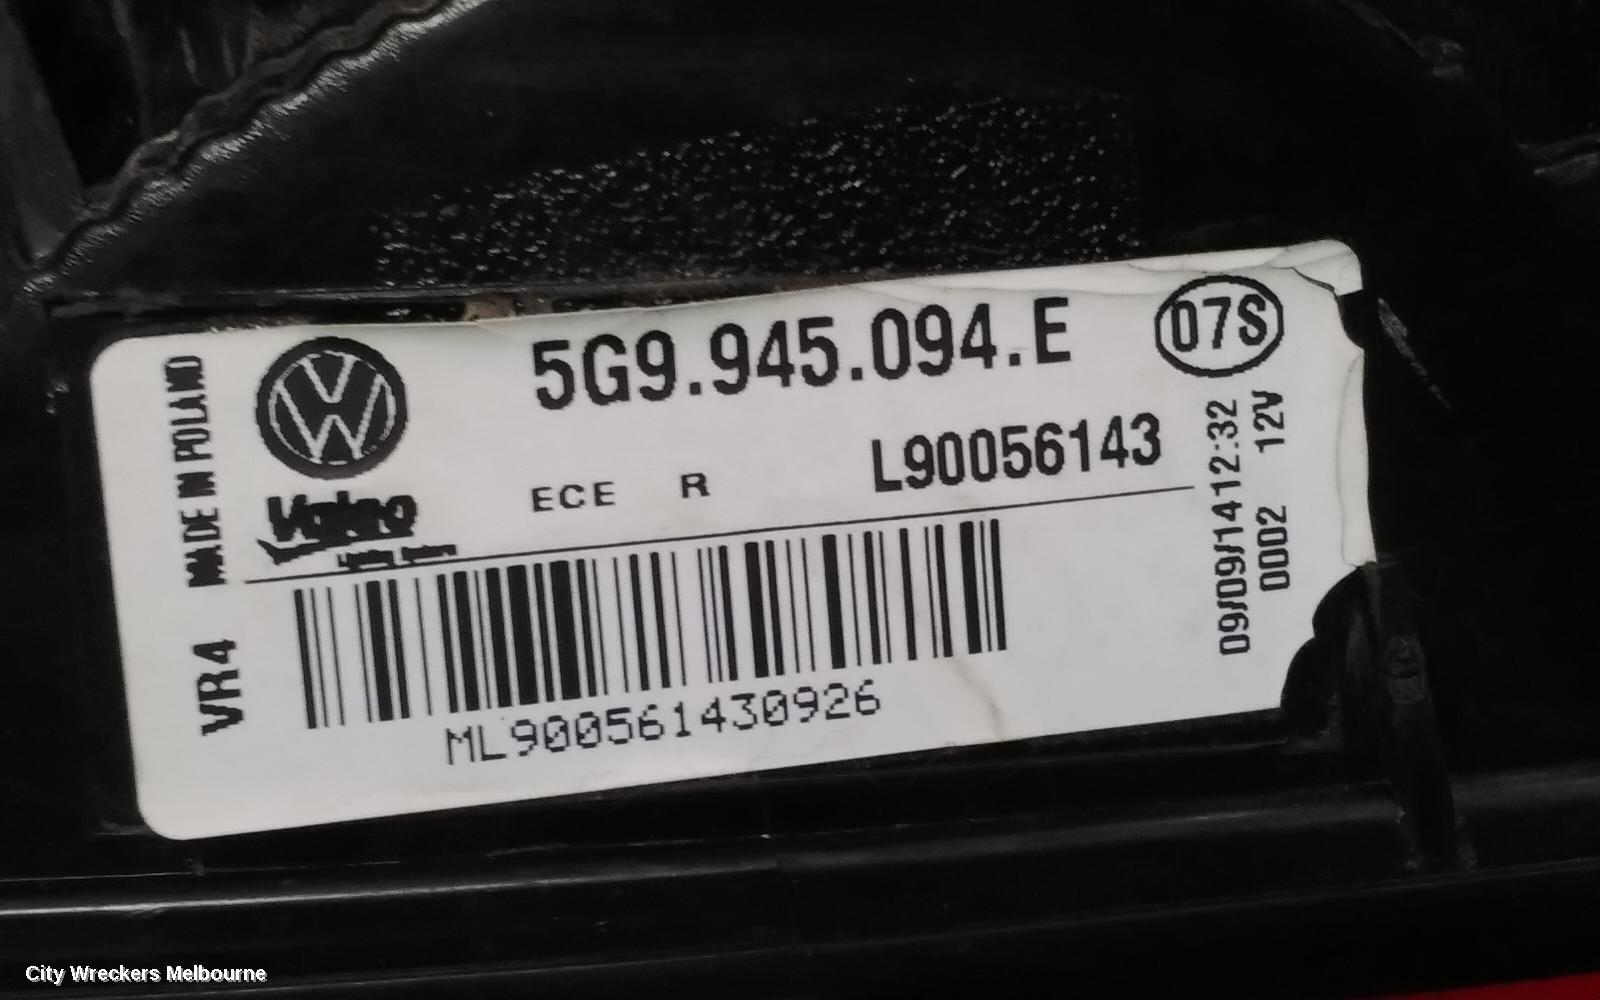 MADE IN POLAND
5G9.945.094.E
07S
Valeo
ECE R
L90056143
09/09/14 12:32
0002 12V
VR4
ML900561430926
City Wreckers Melbourne